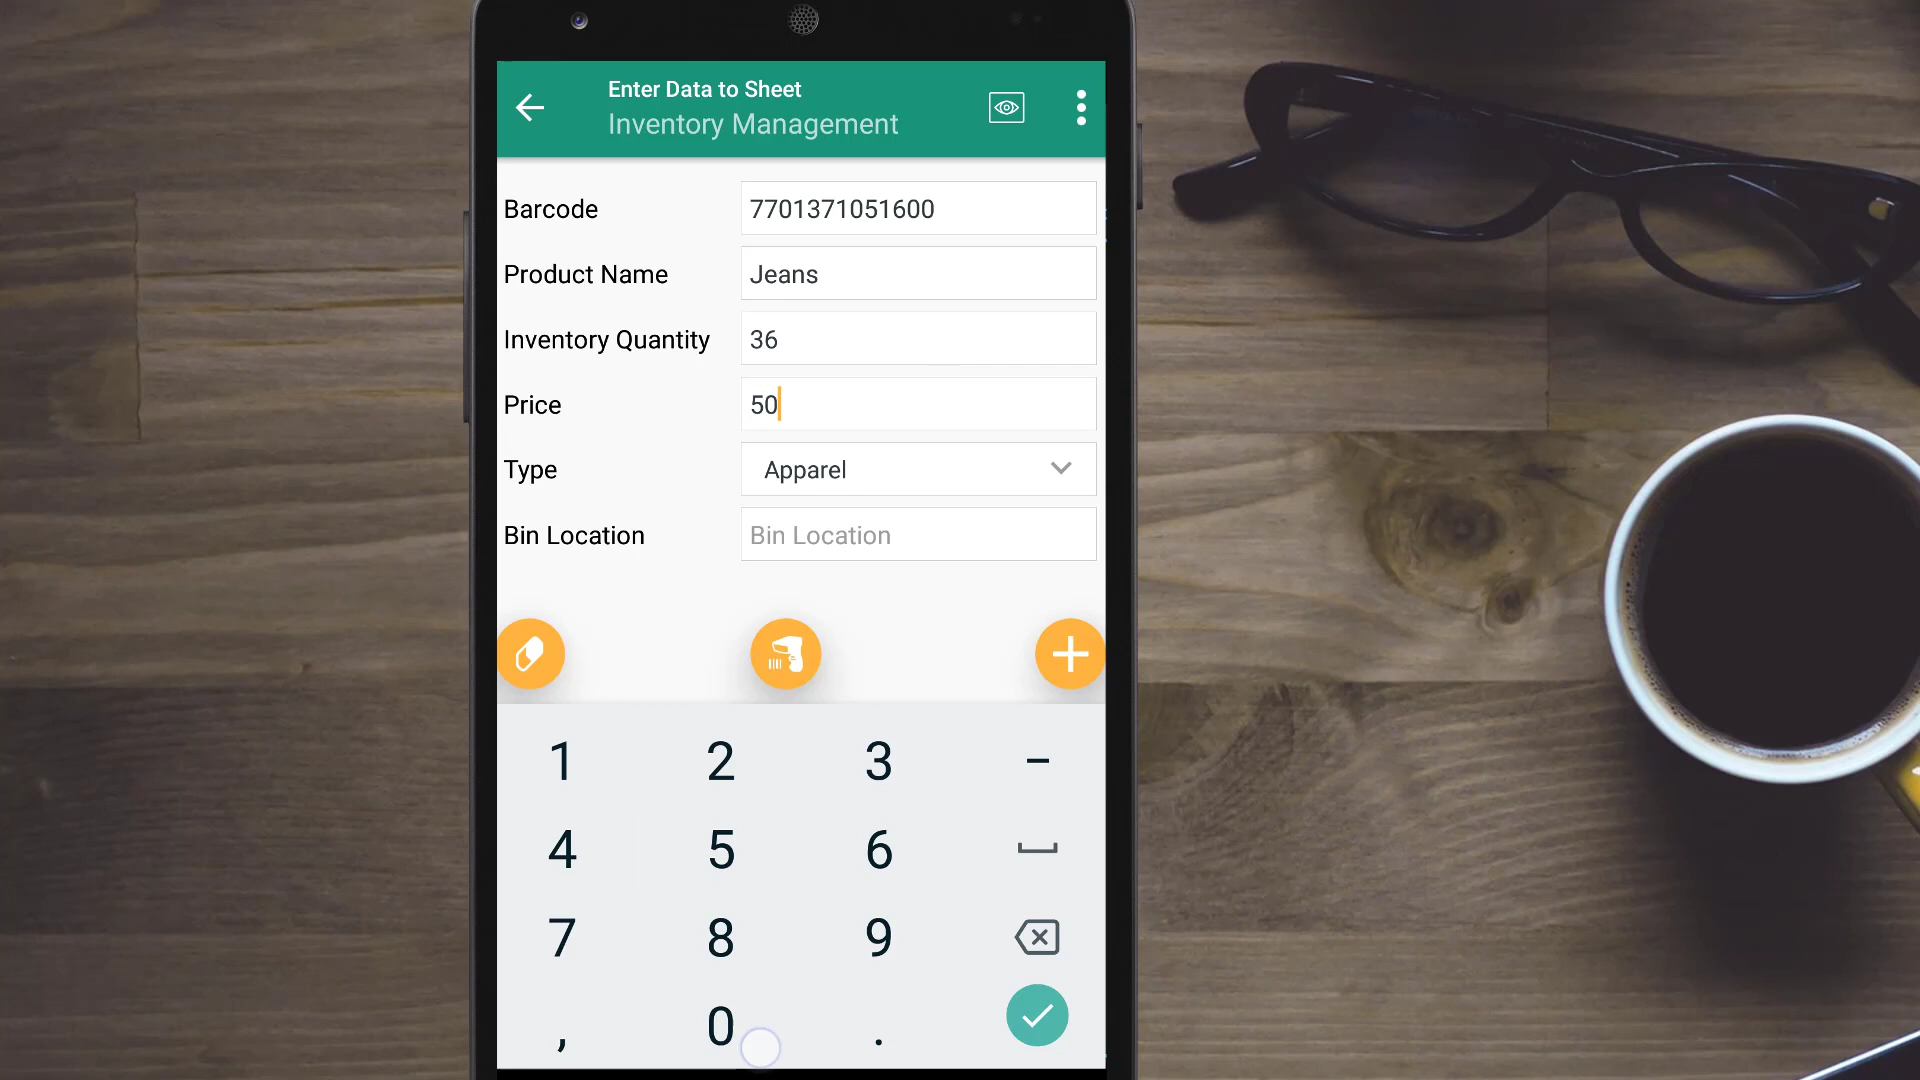 Enter Data to Sheet
Inventory Management
Barcode 7701371051600
Product Name Jeans
Inventory Quantity 36
Price 50
Type Apparel
Bin Location Bin Location
1 2 3 -
4 5 6
7 8 9
, 0 .